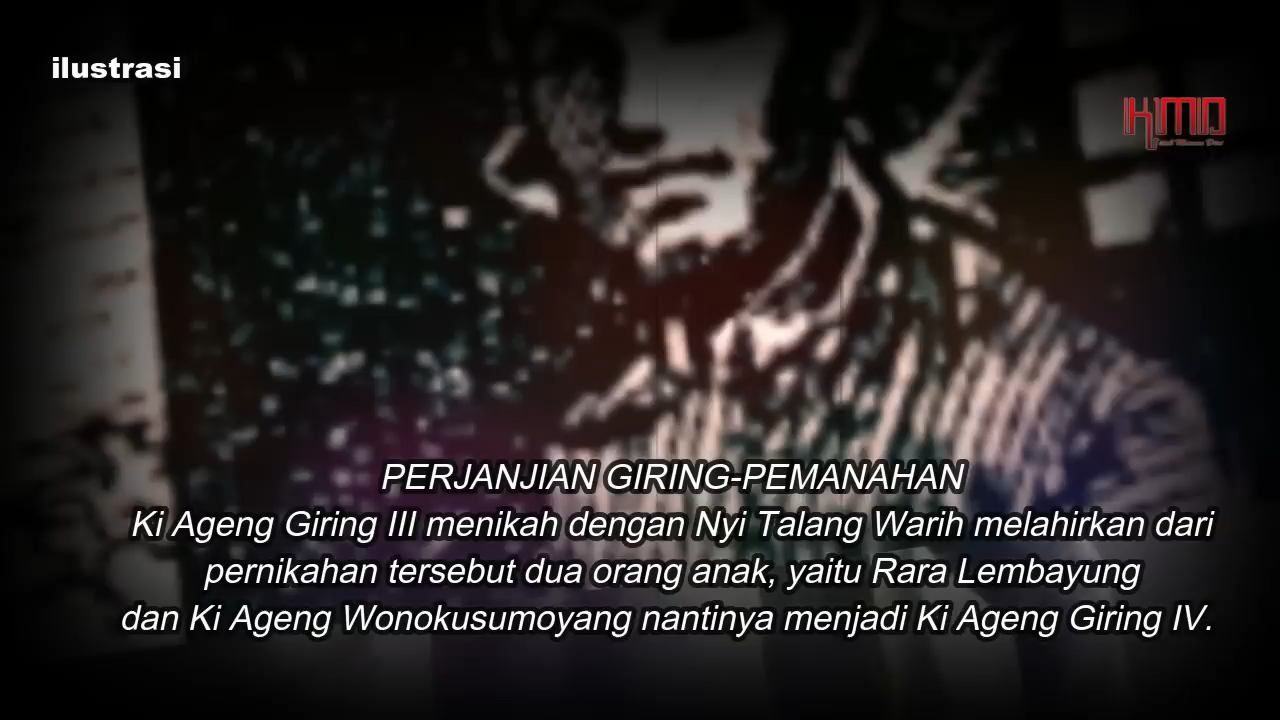 ilustrasi
KMD
PERJANJIAN GIRING-PEMANAHAN
Ki Ageng Giring III menikah dengan Nyi Talang Warih melahirkan dari
pernikahan tersebut dua orang anak, yaitu Rara Lembayung
dan Ki Ageng Wonokusumoyang nantinya menjadi Ki Ageng Giring IV.